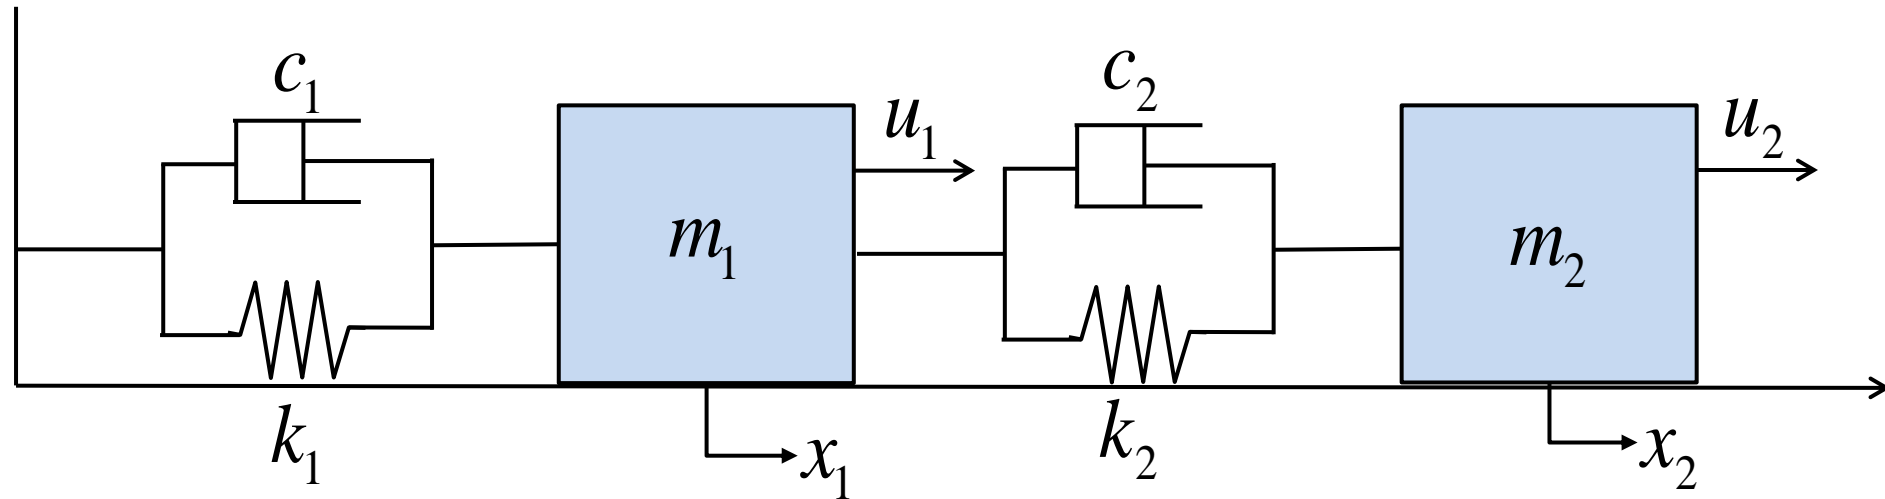 c₁
c₂
u₁
u₂
m₁
m₂
k₁
x₁
k₂
x₂